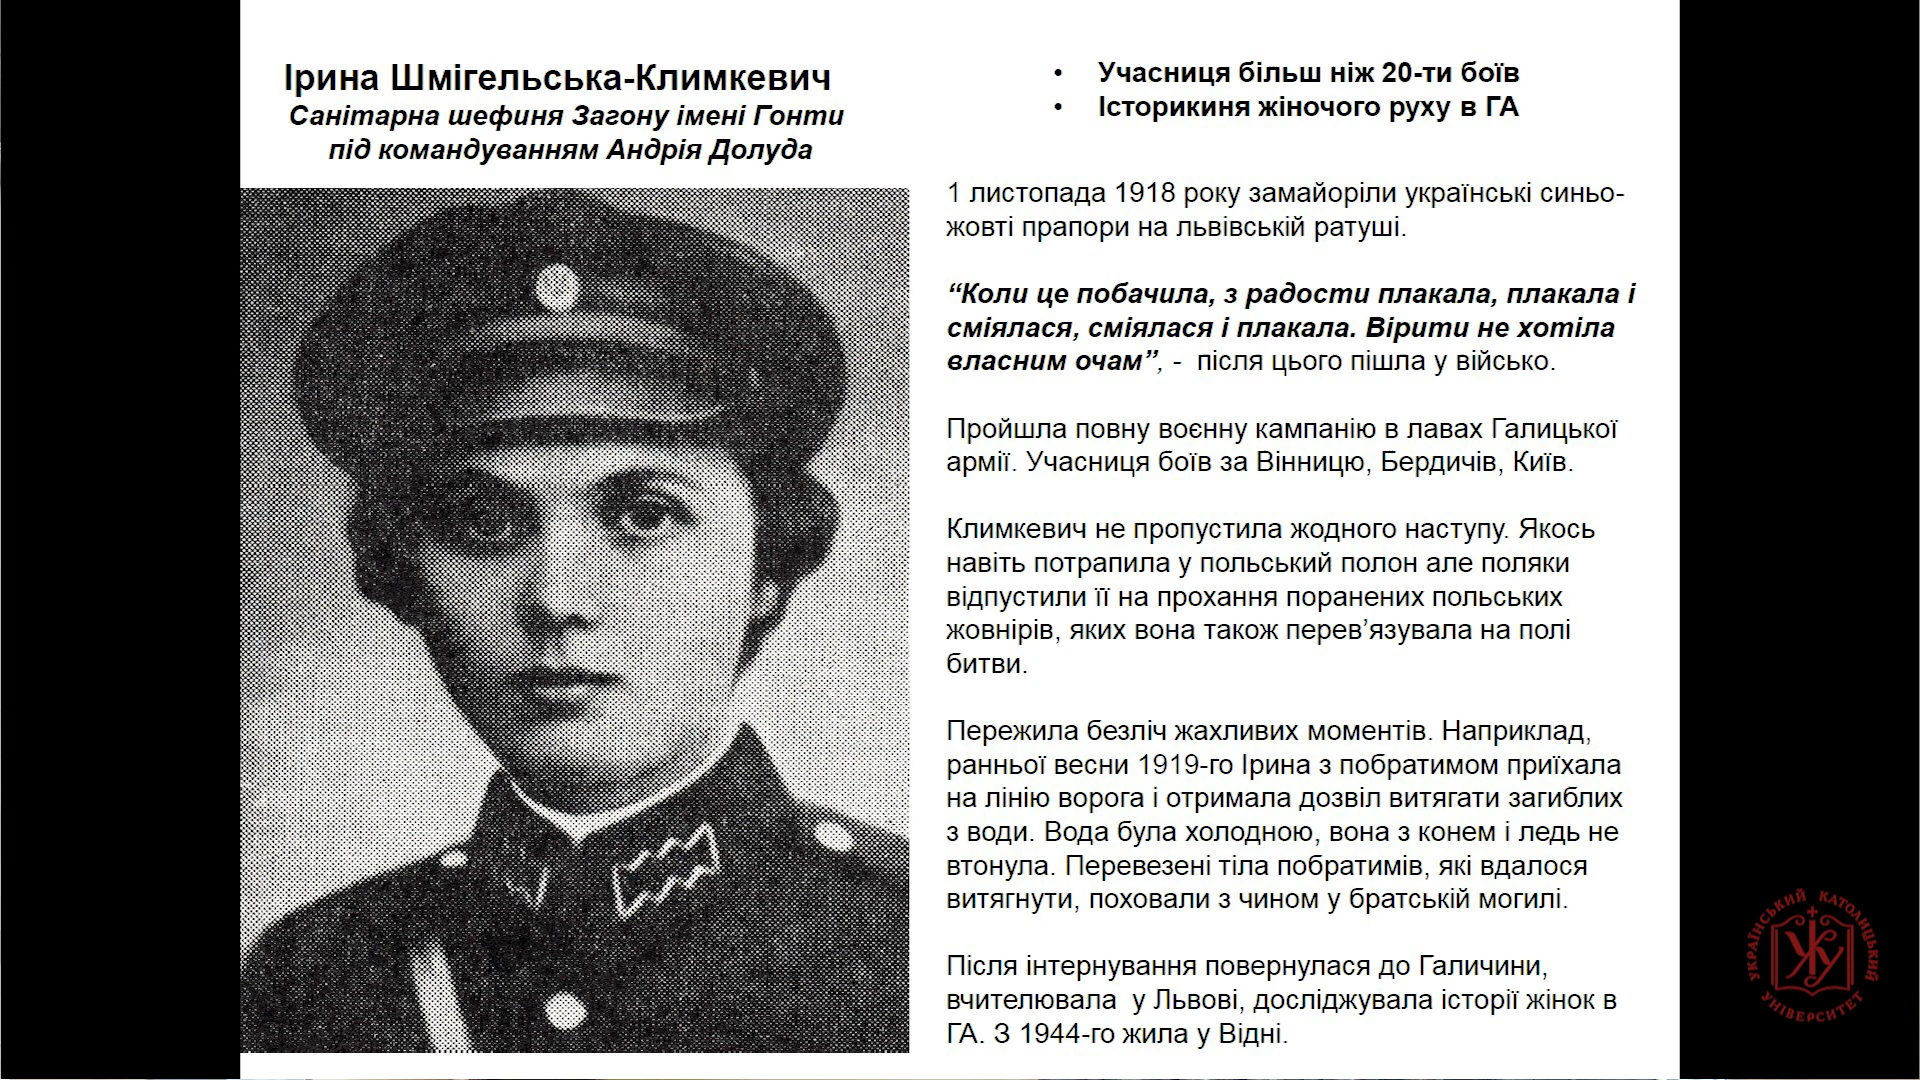 Ірина Шмігельська-Климкевич
Санітарна шефиня Загону імені Гонти
під командуванням Андрія Долуда
• Учасниця більш ніж 20-ти боїв
• Історикиня жіночого руху в ГА
1 листопада 1918 року замайоріли українські синьо-
жовті прапори на львівській ратуші.
“Коли це побачила, з радости плакала, плакала і
сміялася, сміялася і плакала. Вірити не хотіла
власним очам”, - після цього пішла у військо.
Пройшла повну воєнну кампанію в лавах Галицької
армії. Учасниця боїв за Вінницю, Бердичів, Київ.
Климкевич не пропустила жодного наступу. Якось
навіть потрапила у польський полон але поляки
відпустили її на прохання поранених польських
жовнірів, яких вона також перев’язувала на полі
битви.
Пережила безліч жахливих моментів. Наприклад,
ранньої весни 1919-го Ірина з побратимом приїхала
на лінію ворога і отримала дозвіл витягати загиблих
з води. Вода була холодною, вона з конем і ледь не
втонула. Перевезені тіла побратимів, які вдалося
витягнути, поховали з чином у братській могилі.
Після інтернування повернулася до Галичини,
вчителювала  у Львові, досліджувала історії жінок в
ГА. З 1944-го жила у Відні.
УКРАЇНСЬКИЙ КАТОЛИЦЬКИЙ
УНІВЕРСИТЕТ
УКУ